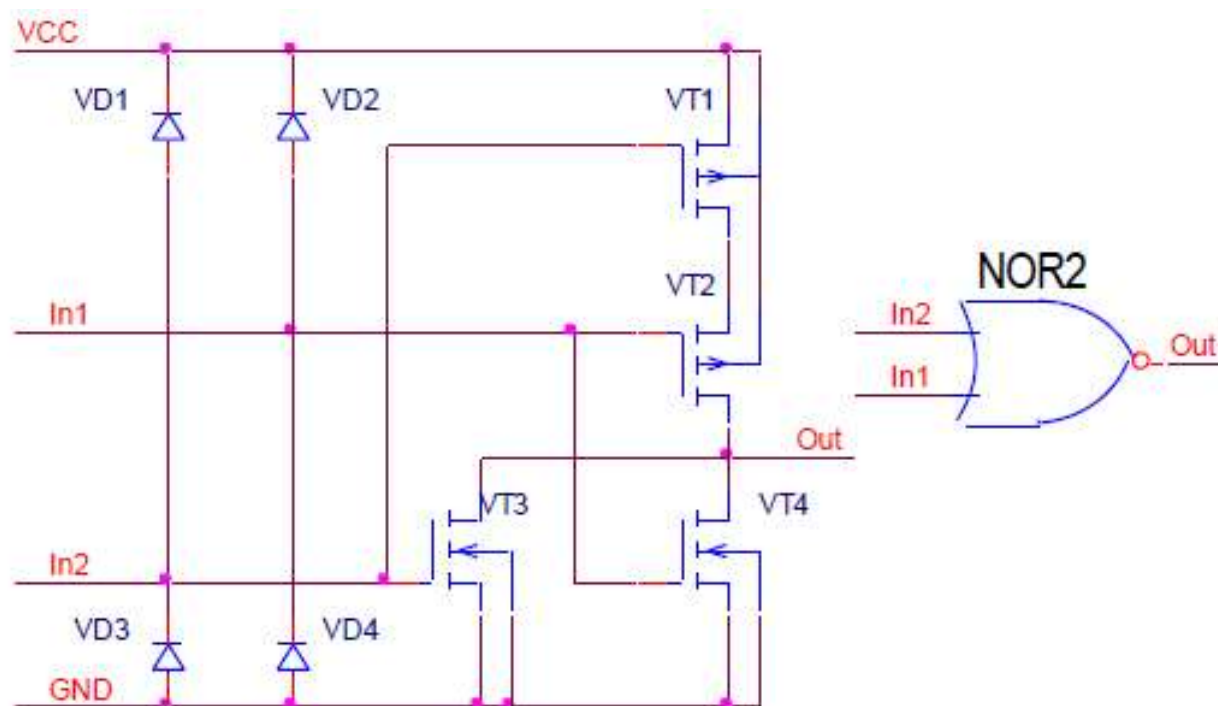 VCC
VD1
VD2
VT1
NOR2
In1
VT2
In2
Out
In1
Out
VT3
VT4
In2
VD3
VD4
GND